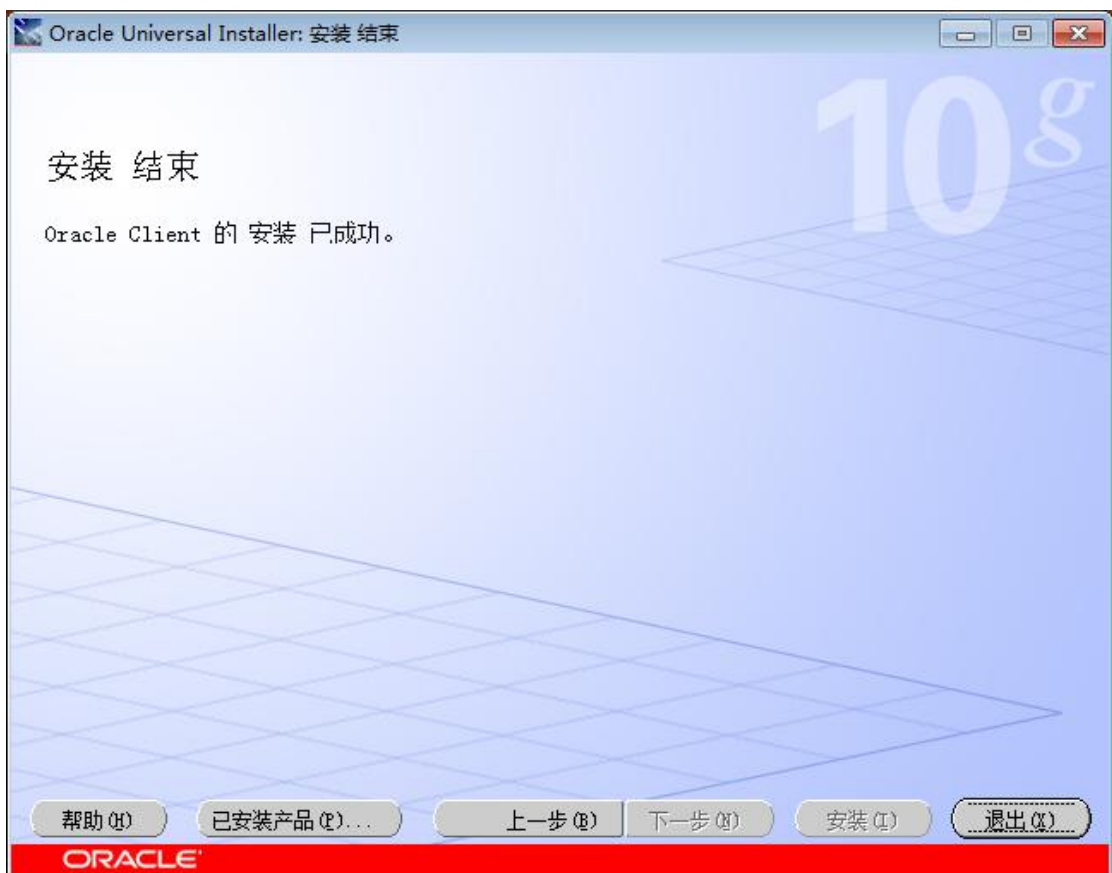 Oracle Universal Installer: 安装 结束
10g
安装 结束
Oracle Client 的 安装 已成功。
帮助(H) 已安装产品(P)... 上一步(B) 下一步(N) 安装(I) 退出(X)
ORACLE